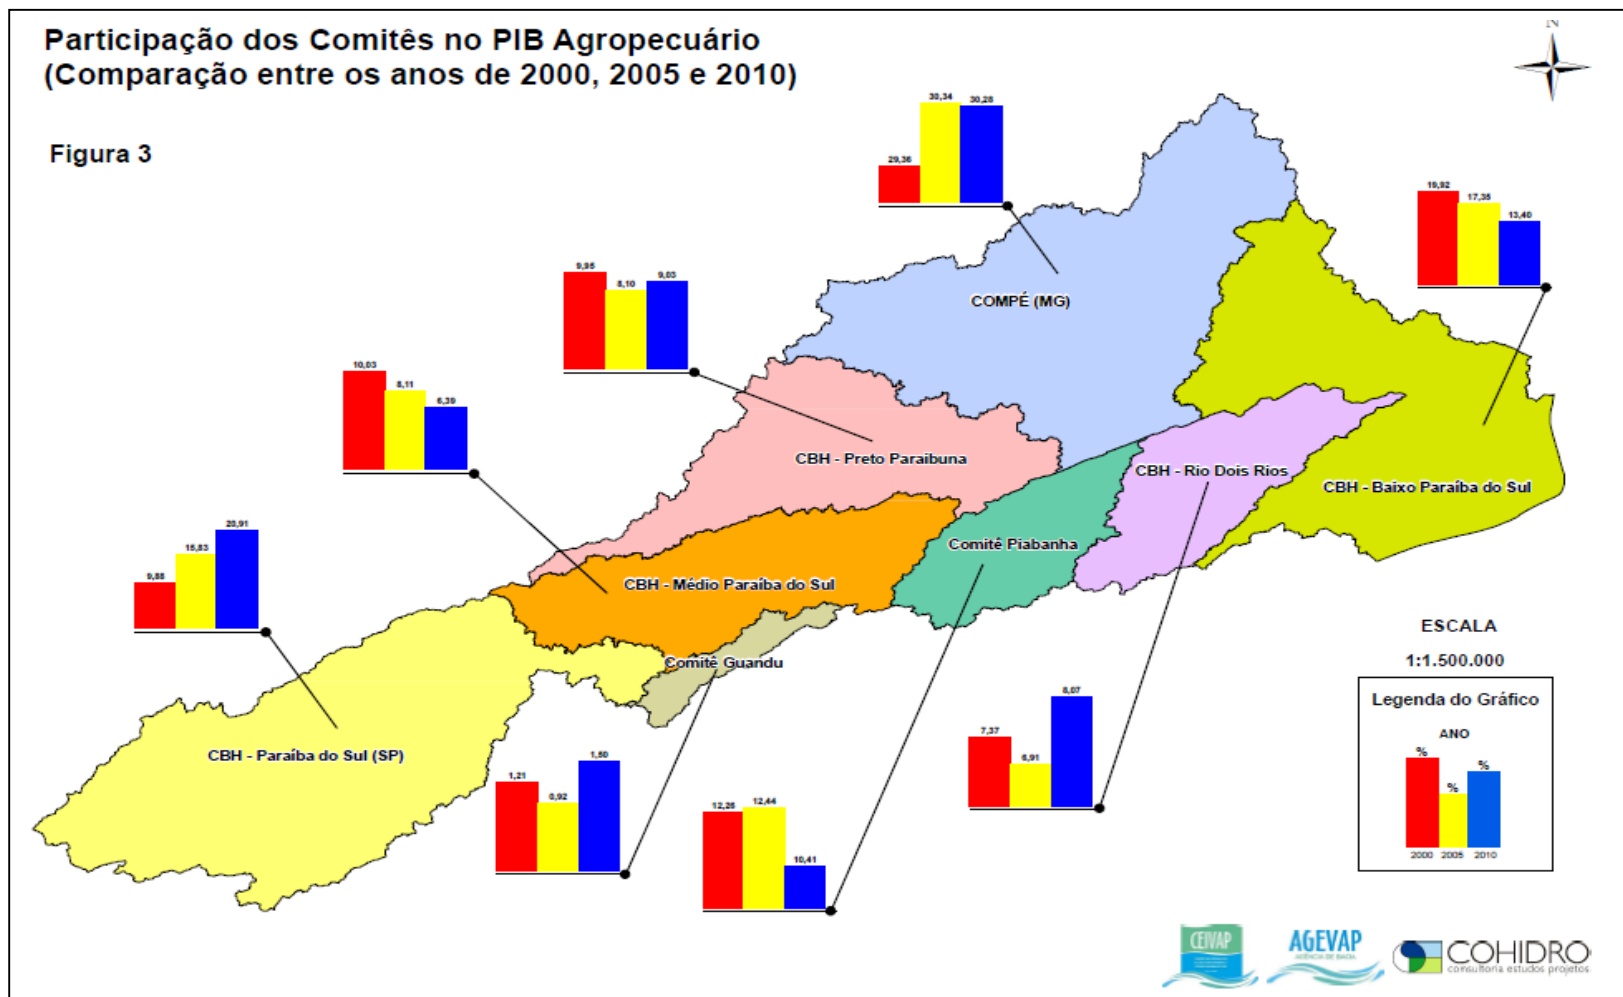 Participação dos Comitês no PIB Agropecuário
(Comparação entre os anos de 2000, 2005 e 2010)
N
Figura 3
29,36
30,34
30,28
19,92
17,35
13,40
9,95
8,10
9,03
COMPÉ (MG)
10,03
8,11
6,39
CBH - Preto Paraibuna
CBH - Rio Dois Rios
CBH - Baixo Paraíba do Sul
9,88
15,83
20,91
Comitê Piabanha
CBH - Médio Paraíba do Sul
Comitê Guandu
CBH - Paraíba do Sul (SP)
1,21
0,92
1,50
12,26
12,44
10,41
7,37
6,91
8,07
ESCALA
1:1.500.000
Legenda do Gráfico
ANO
%
%
%
2000 2005 2010
CEIVAP
AGEVAP
AGÊNCIA DE BACIA
COHIDRO
consultoria estudos projetos